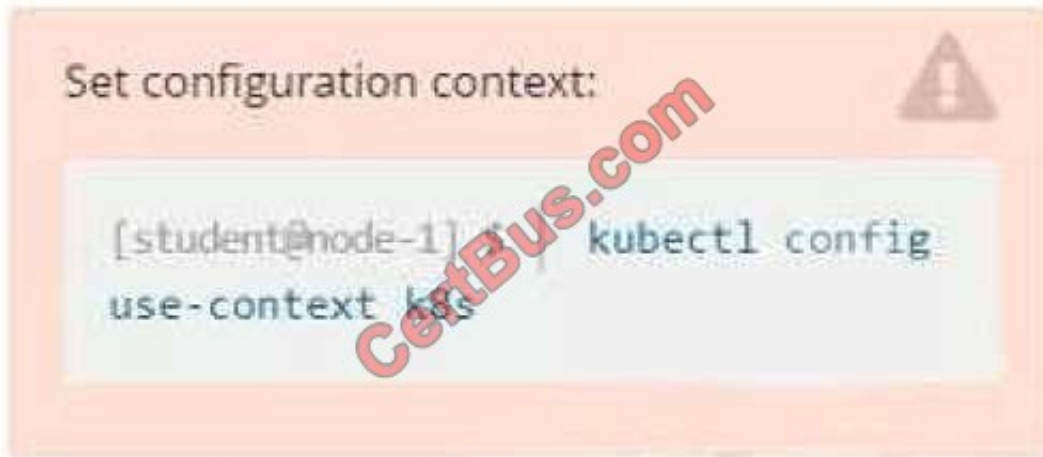 Set configuration context:
[student@node-1] $ | kubectl config
use-context k8s
CertBus.com